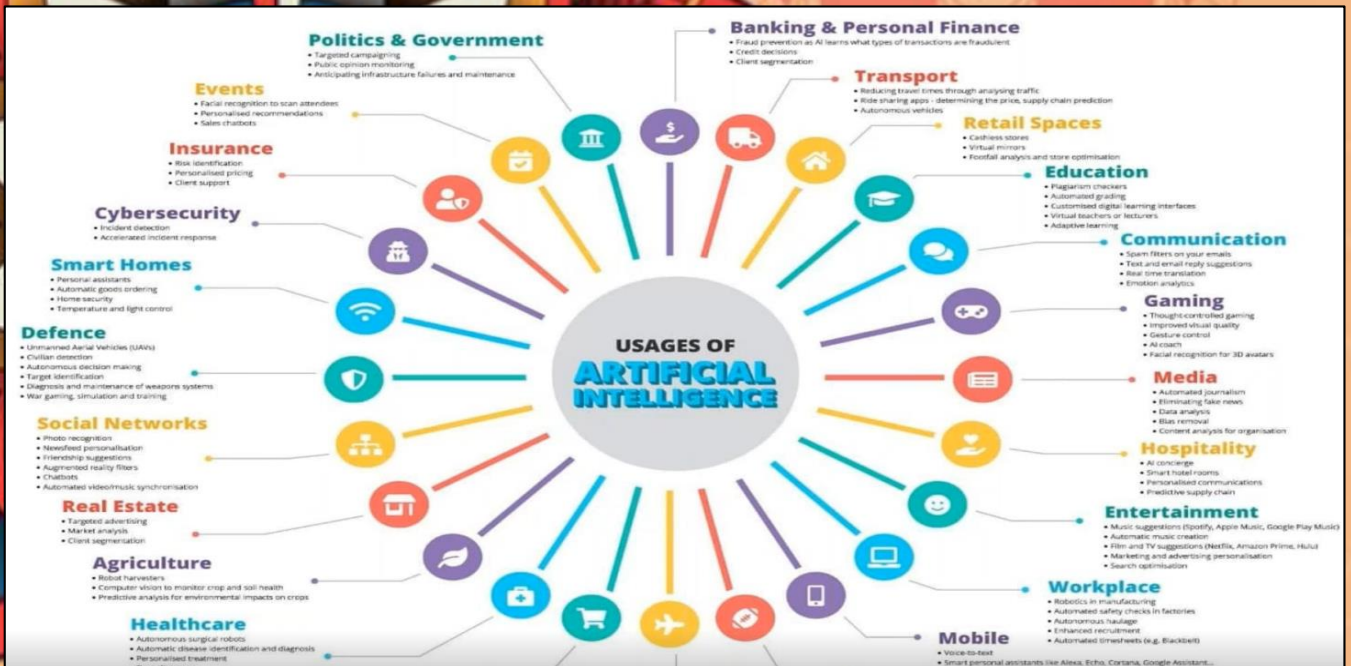 USAGES OF
ARTIFICIAL
INTELLIGENCE
Banking & Personal Finance
• Fraud prevention as AI learns what types of transactions are fraudulent
• Credit decisions
• Client segmentation
Transport
• Reducing travel times through analysing traffic
• Ride sharing apps - determining the price, supply chain prediction
• Autonomous vehicles
Retail Spaces
• Cashless stores
• Virtual mirrors
• Footfall analysis and store optimisation
Education
• Plagiarism checkers
• Automated grading
• Customised digital learning interfaces
• Virtual teachers or lecturers
• Adaptive learning
Communication
• Spam filters on your emails
• Text and email reply suggestions
• Real time translation
• Emotion analytics
Gaming
• Thought-controlled gaming
• Improved visual quality
• Gesture control
• AI coach
• Facial recognition for 3D avatars
Media
• Automated journalism
• Eliminating fake news
• Data analysis
• Bias removal
• Content analysis for organisation
Hospitality
• AI concierge
• Smart hotel rooms
• Personalised communications
• Predictive supply chain
Entertainment
• Music suggestions (Spotify, Apple Music, Google Play Music)
• Automatic music creation
• Film and TV suggestions (Netflix, Amazon Prime, Hulu)
• Marketing and advertising personalisation
• Search optimisation
Workplace
• Robotics in manufacturing
• Automated safety checks in factories
• Autonomous haulage
• Enhanced recruitment
• Automated timesheets (e.g. Blackbelt)
Mobile
• Voice-to-text
• Smart personal assistants like Alexa, Echo, Cortana, Google Assistant...
Healthcare
• Autonomous surgical robots
• Automatic disease identification and diagnosis
• Personalised treatment
Agriculture
• Robot harvesters
• Computer vision to monitor crop and soil health
• Predictive analysis for environmental impacts on crops
Real Estate
• Targeted advertising
• Market analysis
• Client segmentation
Social Networks
• Photo recognition
• Newsfeed personalisation
• Friendship suggestions
• Augmented reality filters
• Chatbots
• Automated video/music synchronisation
Defence
• Unmanned Aerial Vehicles (UAVs)
• Civilian detection
• Autonomous decision making
• Target identification
• Diagnosis and maintenance of weapons systems
• War gaming, simulation and training
Smart Homes
• Personal assistants
• Automatic goods ordering
• Home security
• Temperature and light control
Cybersecurity
• Incident detection
• Accelerated incident response
Insurance
• Risk identification
• Personalised pricing
• Client support
Events
• Facial recognition to scan attendees
• Personalised recommendations
• Sales chatbots
Politics & Government
• Targeted campaigning
• Public opinion monitoring
• Anticipating infrastructure failures and maintenance